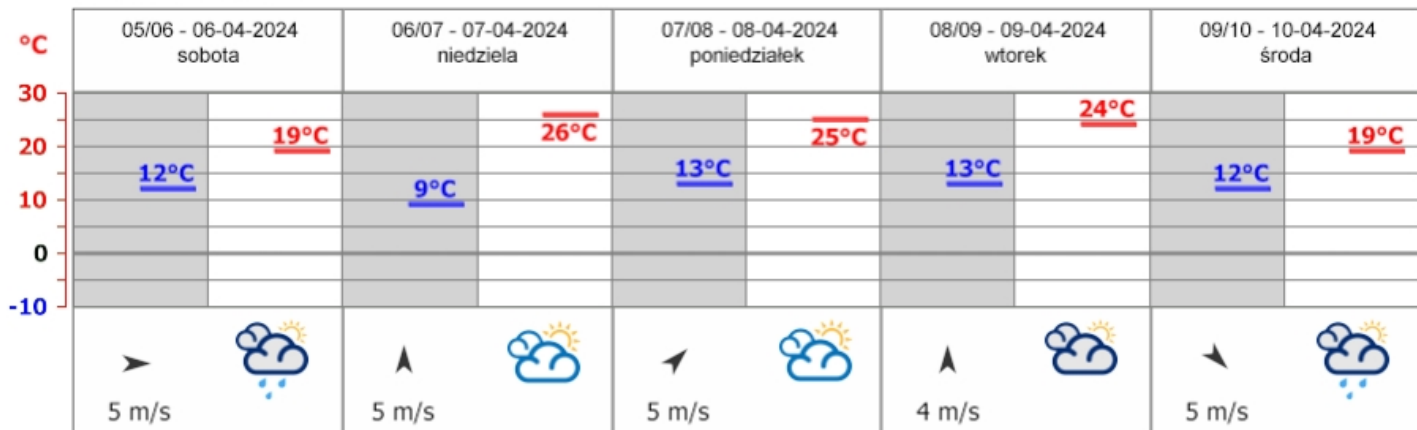 °C
05/06 - 06-04-2024
sobota
06/07 - 07-04-2024
niedziela
07/08 - 08-04-2024
poniedziałek
08/09 - 09-04-2024
wtorek
09/10 - 10-04-2024
środa
30
20
10
0
-10
12°C
19°C
9°C
26°C
13°C
25°C
13°C
24°C
12°C
19°C
5 m/s
5 m/s
5 m/s
4 m/s
5 m/s